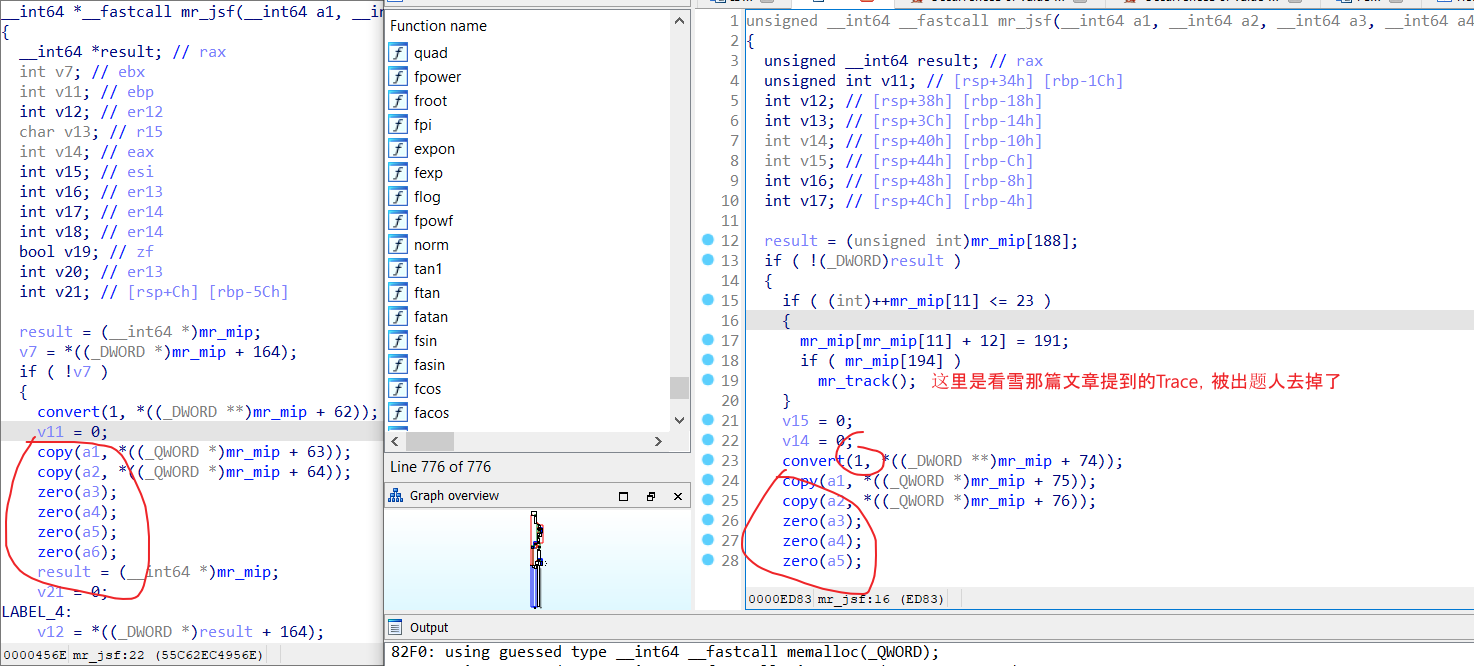 __int64 *__fastcall mr_jsf(__int64 a1, __in
{
__int64 *result; // rax
int v7; // ebx
int v11; // ebp
int v12; // er12
char v13; // r15
int v14; // eax
int v15; // esi
int v16; // er13
int v17; // er14
int v18; // er14
bool v19; // zf
int v20; // er13
int v21; // [rsp+Ch] [rbp-5Ch]
result = (__int64 *)mr_mip;
v7 = *((_DWORD *)mr_mip + 164);
if ( !v7 )
{
convert(1, *((_DWORD **)mr_mip + 62));
v11 = 0;
copy(a1, *((_QWORD *)mr_mip + 63));
copy(a2, *((_QWORD *)mr_mip + 64));
zero(a3);
zero(a4);
zero(a5);
zero(a6);
result = (__int64 *)mr_mip;
v21 = 0;
LABEL_4:
v12 = *((_DWORD *)result + 164);
0000456E mr_jsf:22 (55C62EC4956E)
Function name
f quad
f fpower
f froot
f fpi
f expon
f fexp
f flog
f fpowf
f norm
f tan1
f ftan
f fatan
f fsin
f fasin
f fcos
f facos
Line 776 of 776
Graph overview
1 unsigned __int64 __fastcall mr_jsf(__int64 a1, __int64 a2, __int64 a3, __int64 a4
2 {
3 unsigned __int64 result; // rax
4 unsigned int v11; // [rsp+34h] [rbp-1Ch]
5 int v12; // [rsp+38h] [rbp-18h]
6 int v13; // [rsp+3Ch] [rbp-14h]
7 int v14; // [rsp+40h] [rbp-10h]
8 int v15; // [rsp+44h] [rbp-Ch]
9 int v16; // [rsp+48h] [rbp-8h]
10 int v17; // [rsp+4Ch] [rbp-4h]
11
12 result = (unsigned int)mr_mip[188];
13 if ( !(_DWORD)result )
14 {
15 if ( (int)++mr_mip[11] <= 23 )
16 {
17 mr_mip[mr_mip[11] + 12] = 191;
18 if ( mr_mip[194] )
19 mr_track(); 这里是看雪那篇文章提到的Trace, 被出题人去掉了
20 }
21 v15 = 0;
22 v14 = 0;
23 convert(1, *((_DWORD **)mr_mip + 74));
24 copy(a1, *((_QWORD *)mr_mip + 75));
25 copy(a2, *((_QWORD *)mr_mip + 76));
26 zero(a3);
27 zero(a4);
28 zero(a5);
0000ED83 mr_jsf:16 (ED83)
Output
82F0: using guessed type __int64 __fastcall memalloc(_QWORD);